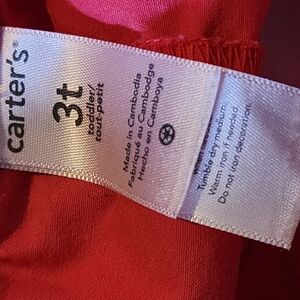 carter's®
3t
toddler/
tout-petit
Made in Cambodia
Fabriqué au Cambodge
Hecho en Camboya
Tumble dry medium.
Warm iron if needed.
Do not iron decoration.